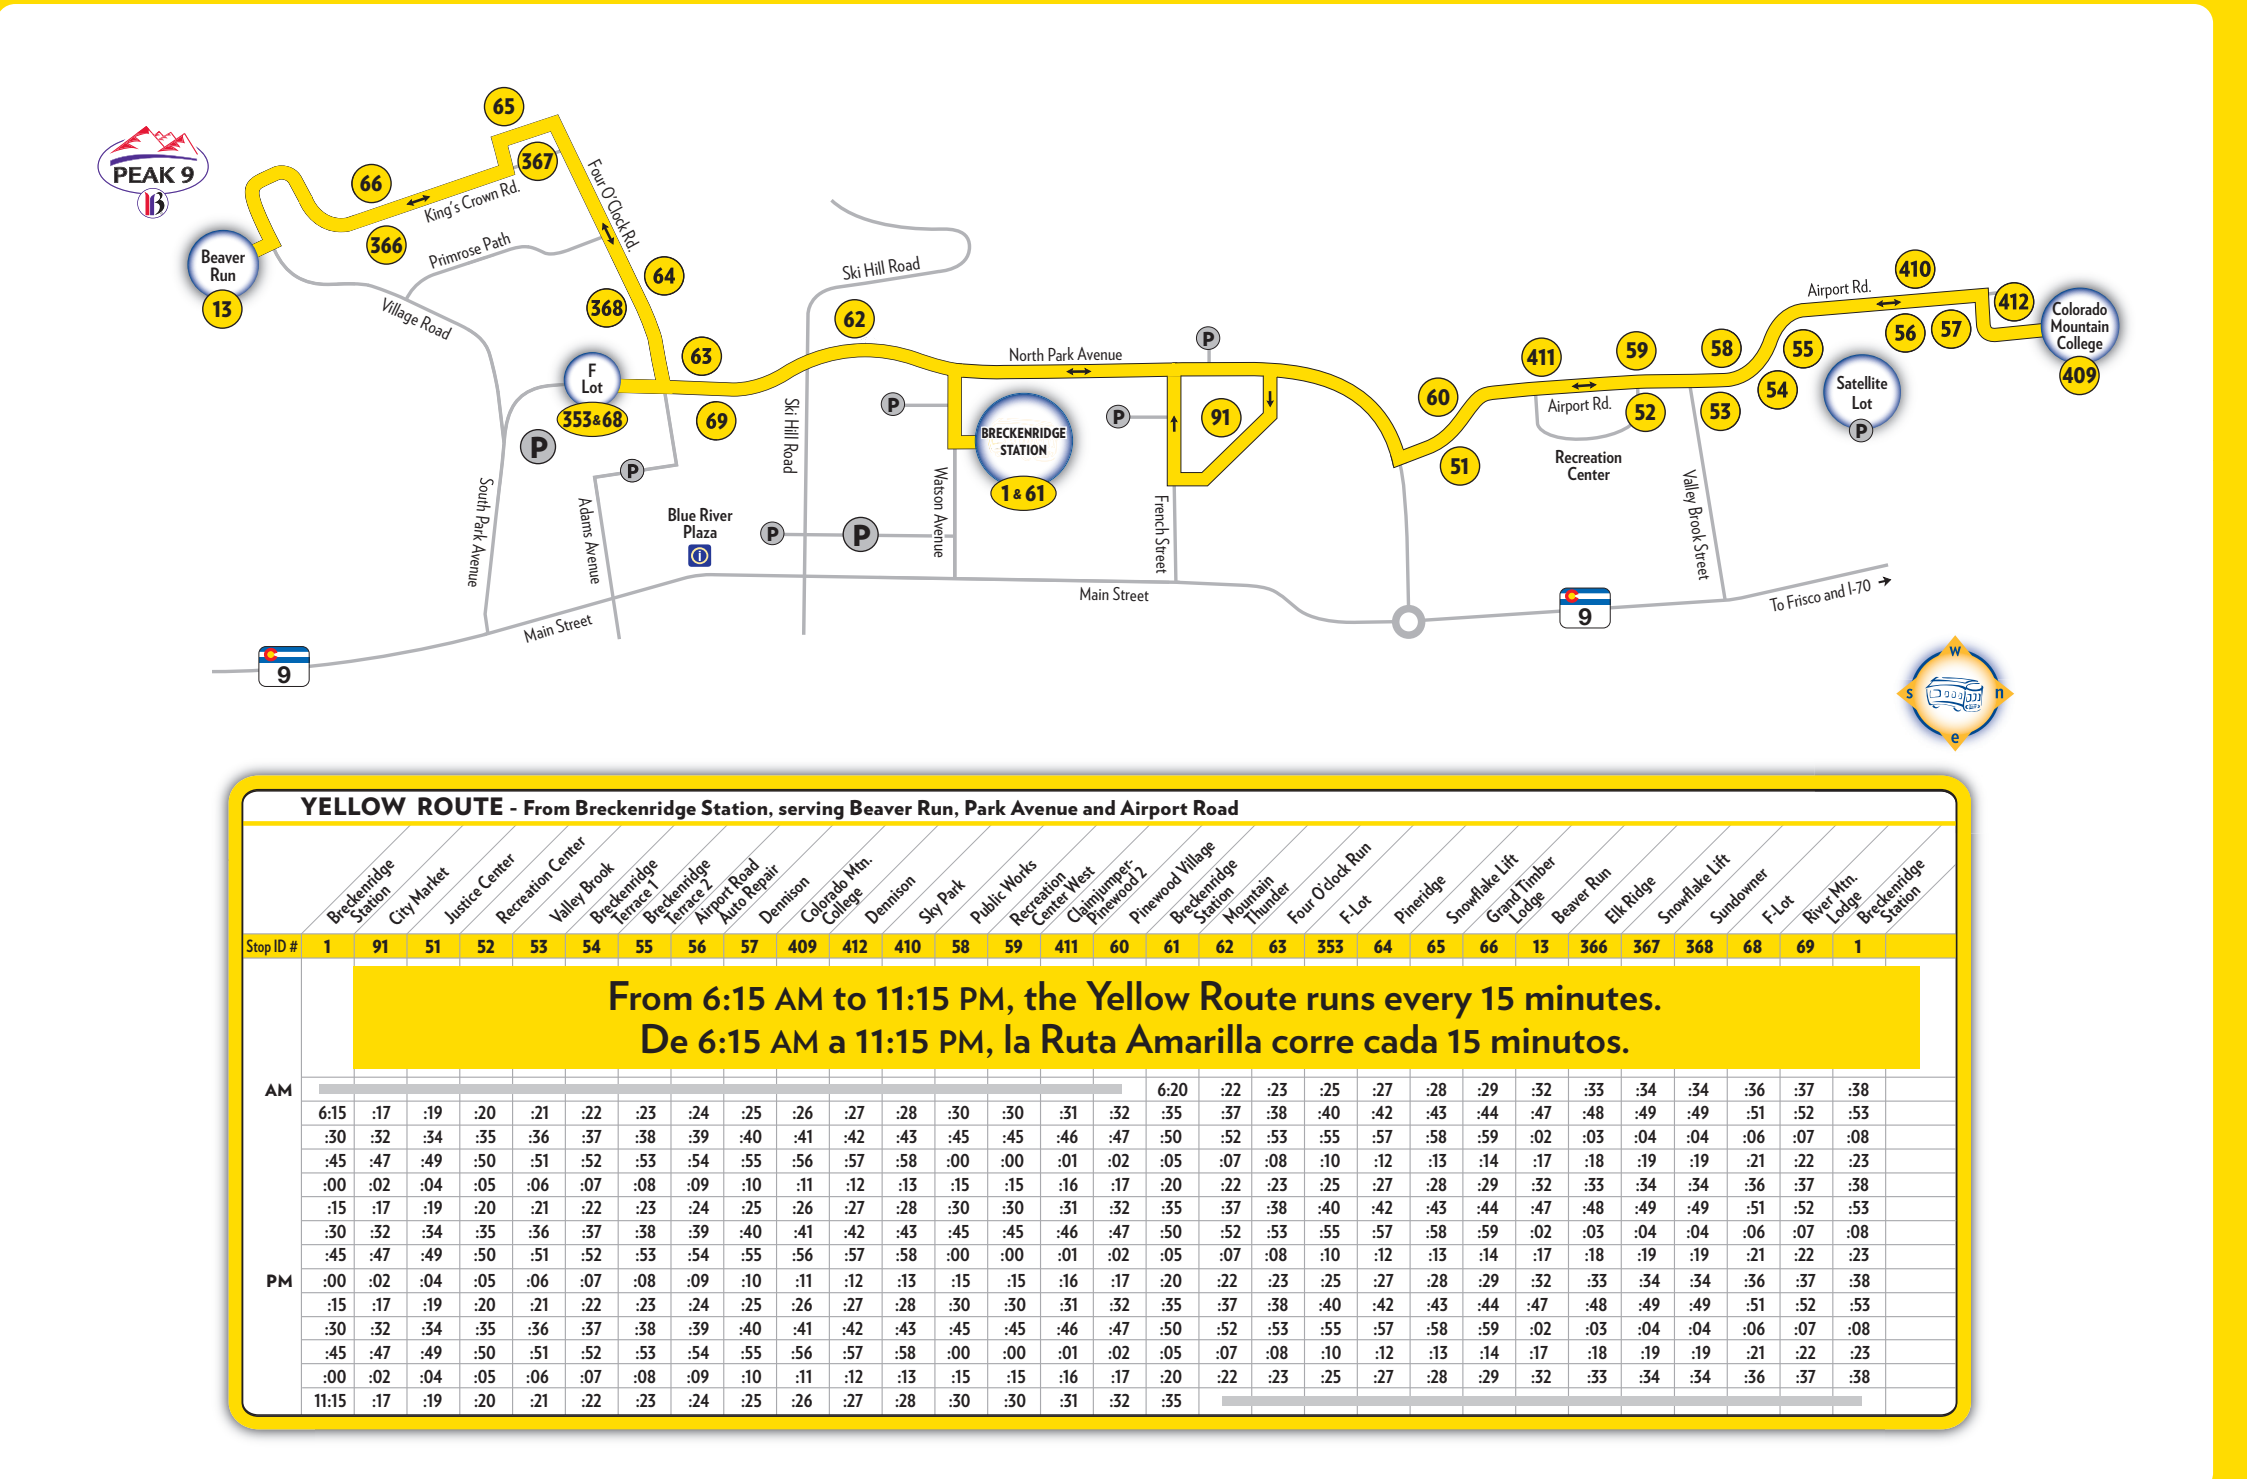 65
PEAK 9
B
66
367
Four O'Clock Rd.
King's Crown Rd.
366
Beaver
Run
13
Primrose Path
Village Road
64
368
63
F
Lot
353 & 68
69
P
P
South Park Avenue
Adams Avenue
Blue River
Plaza
i
Ski Hill Road
62
Ski Hill Road
P
P
P
Watson Avenue
North Park Avenue
BRECKENRIDGE
STATION
1 & 61
P
P
91
French Street
Main Street
Main Street
9
9
60
51
411
59
Airport Rd.
52
Recreation
Center
58
53
54
55
Valley Brook Street
To Frisco and I-70
Airport Rd.
410
56
57
412
Colorado
Mountain
College
409
Satellite
Lot
P
w
s
n
e
YELLOW ROUTE - From Breckenridge Station, serving Beaver Run, Park Avenue and Airport Road
Breckenridge Station
City Market
Justice Center
Recreation Center
Valley Brook
Breckenridge Terrace 1
Breckenridge Terrace 2
Airport Road Auto Repair
Dennison
Colorado Mtn. College
Dennison
Sky Park
Public Works
Recreation Center West
Claimjumper- Pinewood 2
Pinewood Village
Breckenridge Station
Mountain Thunder
Four O'clock Run
F-Lot
Pineridge
Snowflake Lift
Grand Timber Lodge
Beaver Run
Elk Ridge
Snowflake Lift
Sundowner
F-Lot
River Mtn. Lodge
Breckenridge Station
Stop ID # 1 91 51 52 53 54 55 56 57 409 412 410 58 59 411 60 61 62 63 353 64 65 66 13 366 367 368 68 69 1
From 6:15 AM to 11:15 PM, the Yellow Route runs every 15 minutes.
De 6:15 AM a 11:15 PM, la Ruta Amarilla corre cada 15 minutos.
AM 6:20 :22 :23 :25 :27 :28 :29 :32 :33 :34 :34 :36 :37 :38
6:15 :17 :19 :20 :21 :22 :23 :24 :25 :26 :27 :28 :30 :30 :31 :32 :35 :37 :38 :40 :42 :43 :44 :47 :48 :49 :49 :51 :52 :53
:30 :32 :34 :35 :36 :37 :38 :39 :40 :41 :42 :43 :45 :45 :46 :47 :50 :52 :53 :55 :57 :58 :59 :02 :03 :04 :04 :06 :07 :08
:45 :47 :49 :50 :51 :52 :53 :54 :55 :56 :57 :58 :00 :00 :01 :02 :05 :07 :08 :10 :12 :13 :14 :17 :18 :19 :19 :21 :22 :23
:00 :02 :04 :05 :06 :07 :08 :09 :10 :11 :12 :13 :15 :15 :16 :17 :20 :22 :23 :25 :27 :28 :29 :32 :33 :34 :34 :36 :37 :38
:15 :17 :19 :20 :21 :22 :23 :24 :25 :26 :27 :28 :30 :30 :31 :32 :35 :37 :38 :40 :42 :43 :44 :47 :48 :49 :49 :51 :52 :53
:30 :32 :34 :35 :36 :37 :38 :39 :40 :41 :42 :43 :45 :45 :46 :47 :50 :52 :53 :55 :57 :58 :59 :02 :03 :04 :04 :06 :07 :08
:45 :47 :49 :50 :51 :52 :53 :54 :55 :56 :57 :58 :00 :00 :01 :02 :05 :07 :08 :10 :12 :13 :14 :17 :18 :19 :19 :21 :22 :23
PM :00 :02 :04 :05 :06 :07 :08 :09 :10 :11 :12 :13 :15 :15 :16 :17 :20 :22 :23 :25 :27 :28 :29 :32 :33 :34 :34 :36 :37 :38
:15 :17 :19 :20 :21 :22 :23 :24 :25 :26 :27 :28 :30 :30 :31 :32 :35 :37 :38 :40 :42 :43 :44 :47 :48 :49 :49 :51 :52 :53
:30 :32 :34 :35 :36 :37 :38 :39 :40 :41 :42 :43 :45 :45 :46 :47 :50 :52 :53 :55 :57 :58 :59 :02 :03 :04 :04 :06 :07 :08
:45 :47 :49 :50 :51 :52 :53 :54 :55 :56 :57 :58 :00 :00 :01 :02 :05 :07 :08 :10 :12 :13 :14 :17 :18 :19 :19 :21 :22 :23
:00 :02 :04 :05 :06 :07 :08 :09 :10 :11 :12 :13 :15 :15 :16 :17 :20 :22 :23 :25 :27 :28 :29 :32 :33 :34 :34 :36 :37 :38
11:15 :17 :19 :20 :21 :22 :23 :24 :25 :26 :27 :28 :30 :30 :31 :32 :35